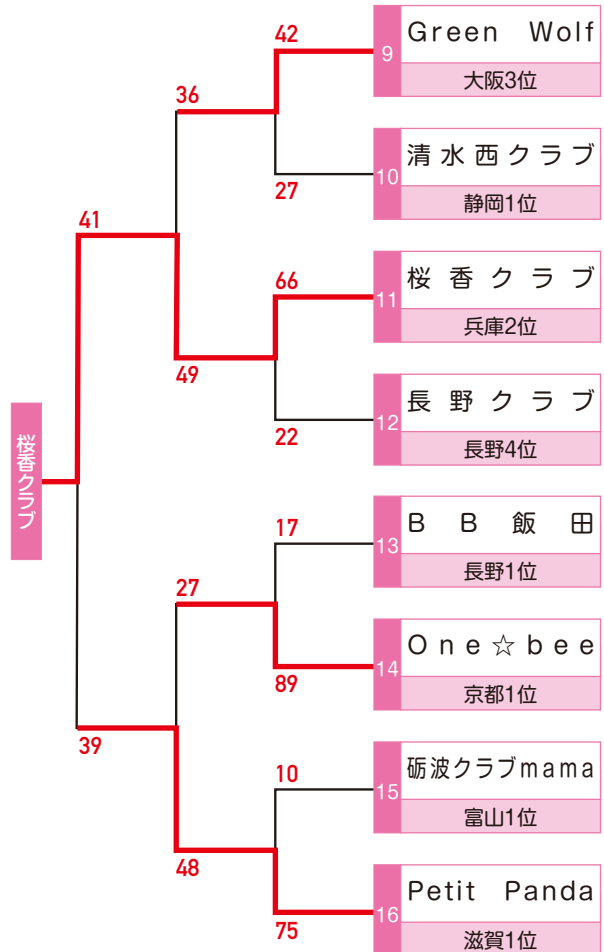 42
9
Green Wolf
大阪3位
36
清水西クラブ
10
27
静岡1位
41
66
桜香クラブ
11
兵庫2位
49
長野クラブ
12
22
長野4位
桜香クラブ
17
BB飯田
13
長野1位
27
One☆bee
14
89
京都1位
39
10
砺波クラブmama
15
富山1位
48
Petit Panda
16
75
滋賀1位